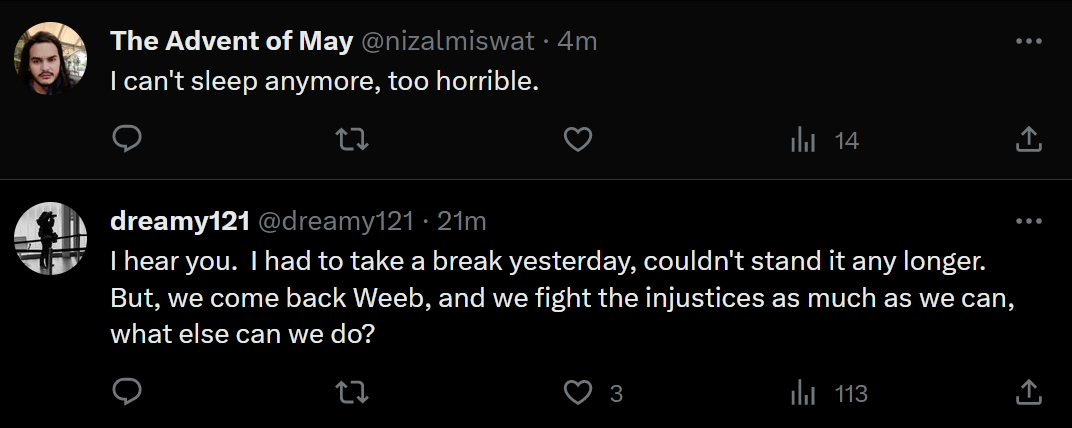 The Advent of May @nizalmiswat · 4m
I can't sleep anymore, too horrible.
14
dreamy121 @dreamy121 · 21m
I hear you.  I had to take a break yesterday, couldn't stand it any longer.
But, we come back Weeb, and we fight the injustices as much as we can,
what else can we do?
3 113